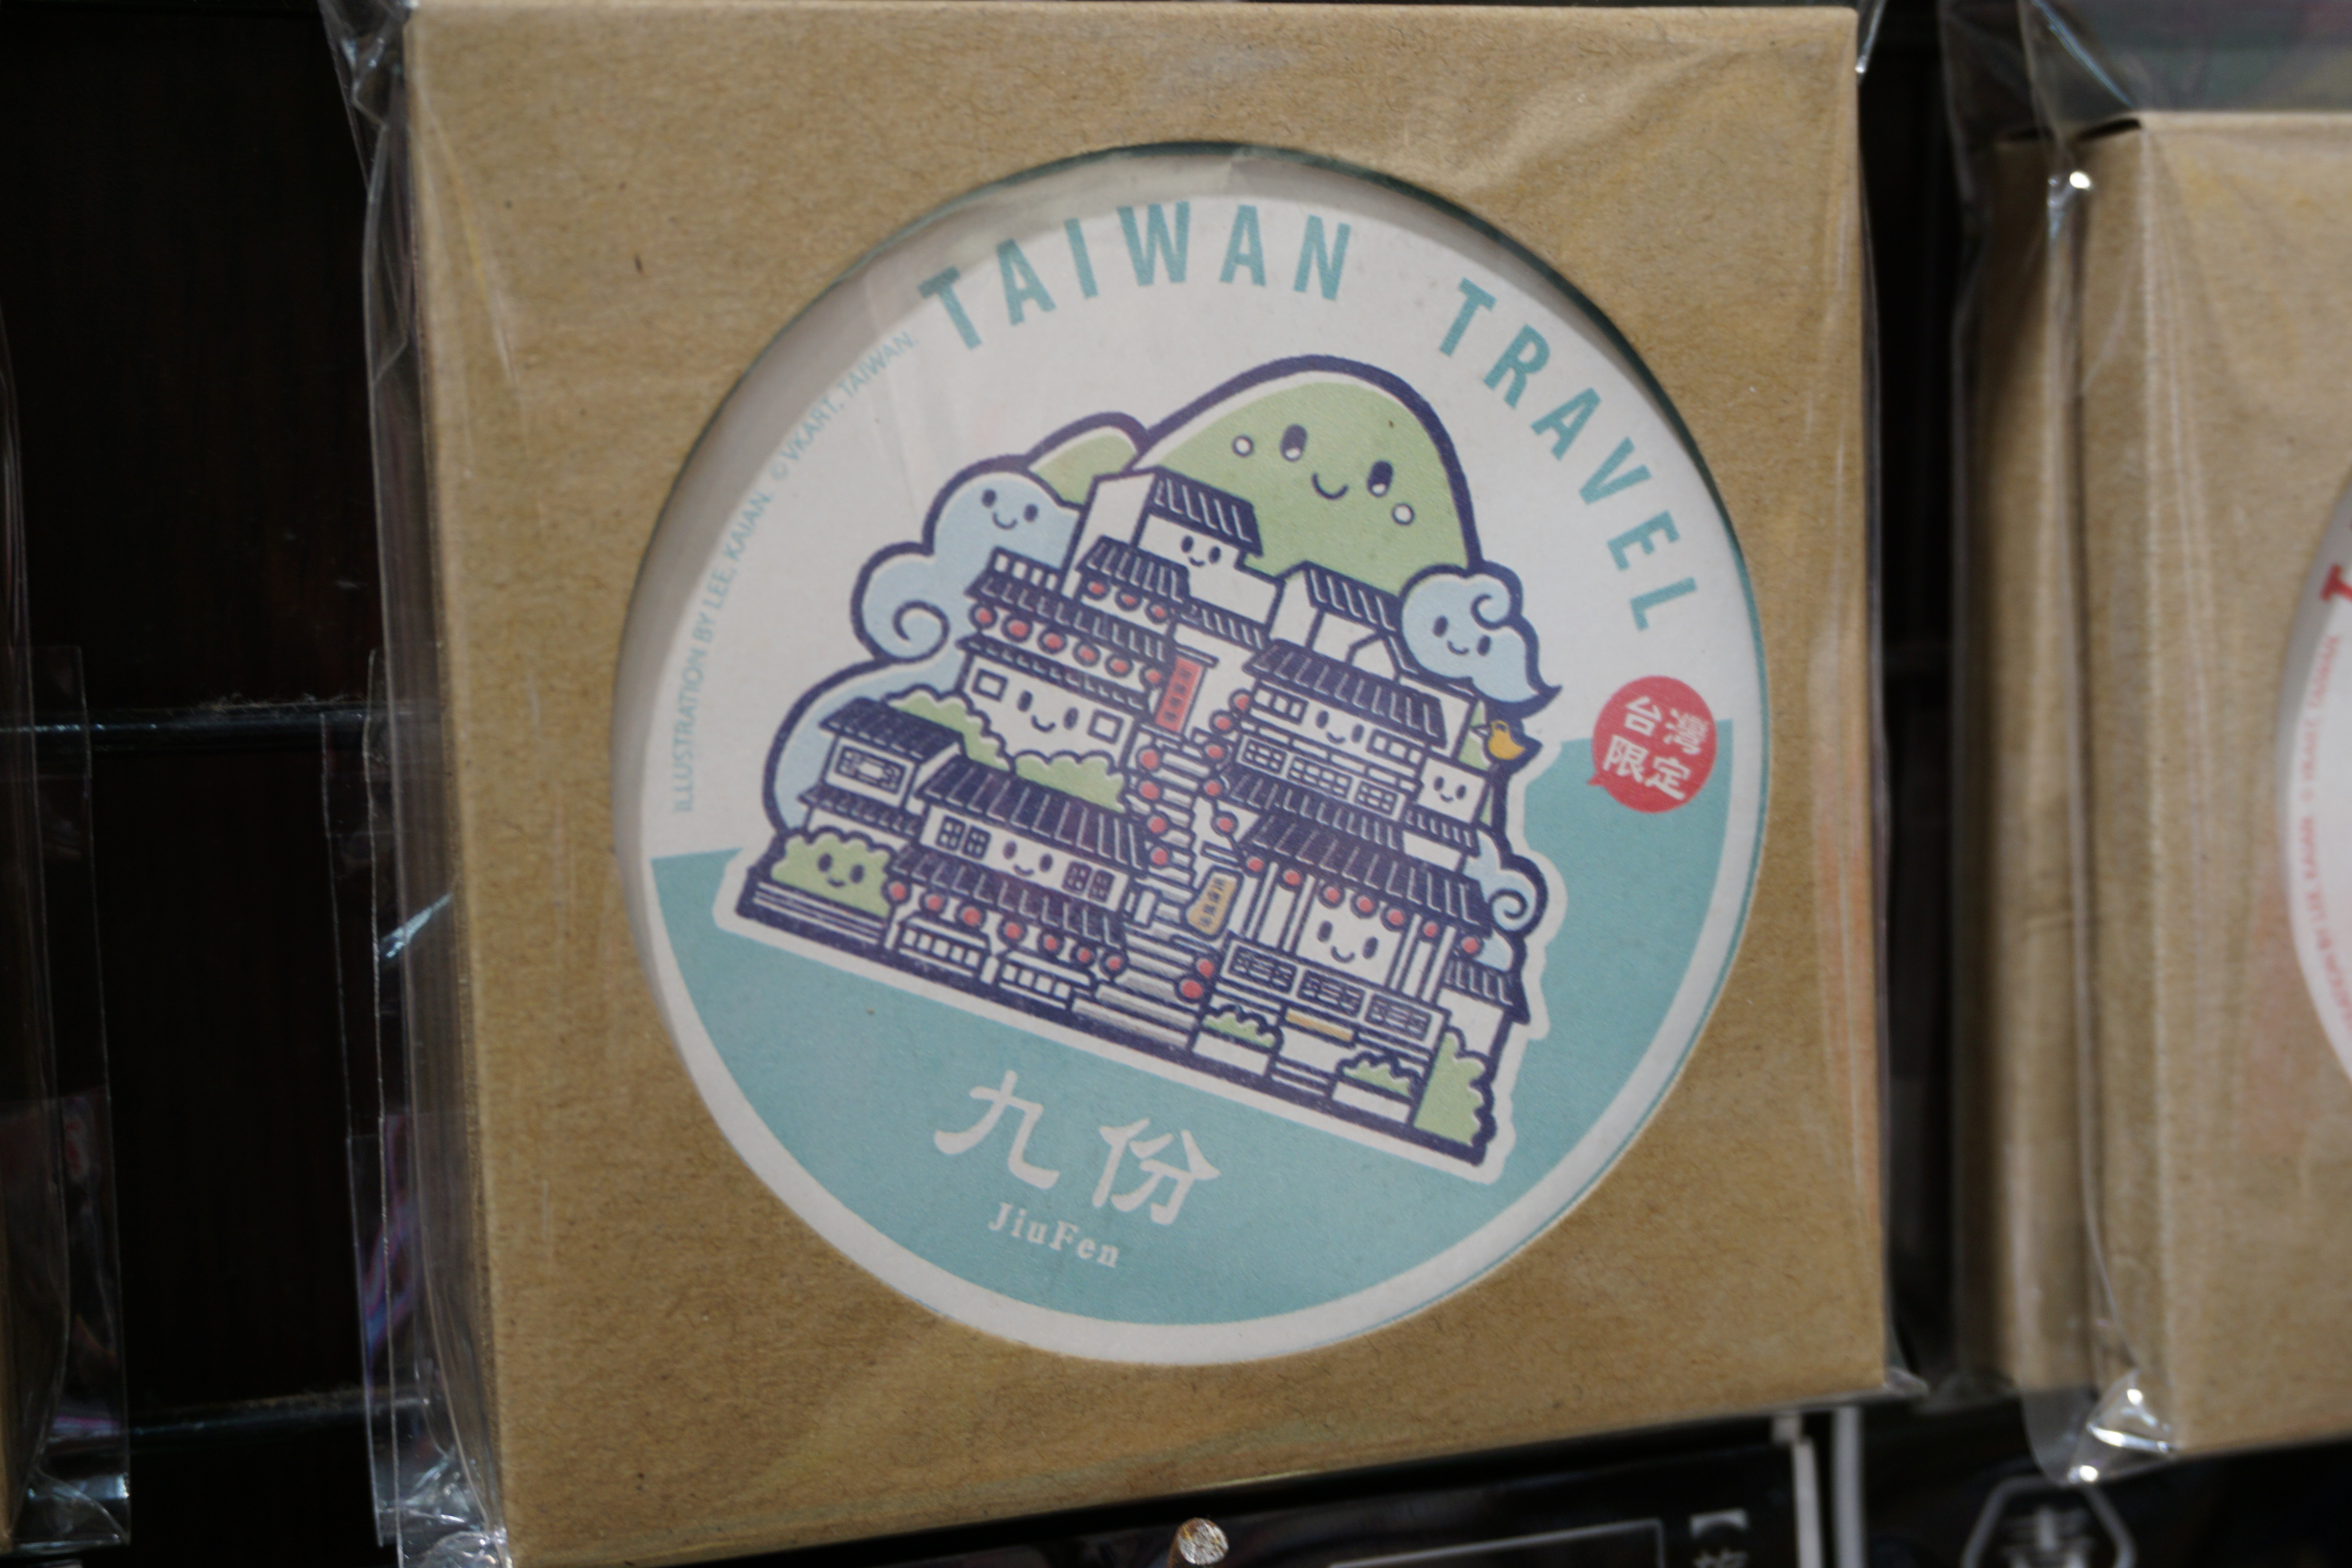 TAIWAN TRAVEL
ILLUSTRATION BY LEE, KAIAN. © VKART, TAIWAN.
台灣
限定
九份
JiuFen